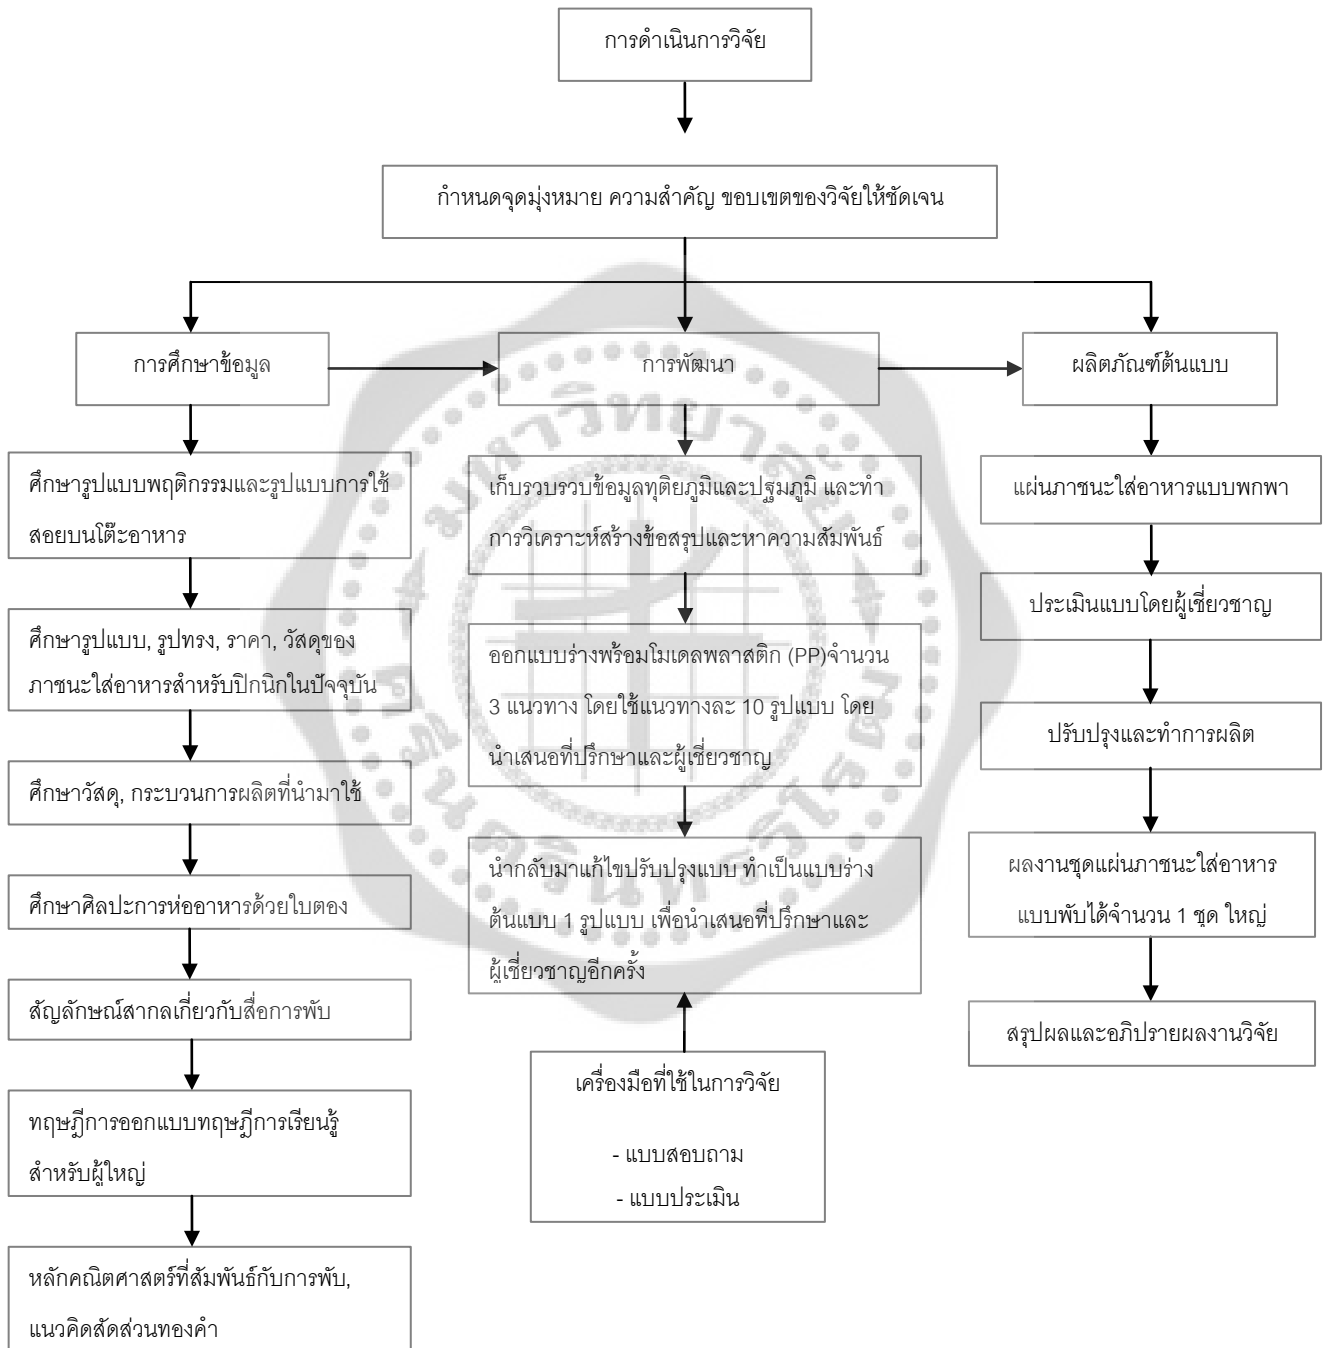 การดำเนินการวิจัย
กำหนดจุดมุ่งหมาย ความสำคัญ ขอบเขตของวิจัยให้ชัดเจน
การศึกษาข้อมูล
การพัฒนา
ผลิตภัณฑ์ต้นแบบ
ศึกษารูปแบบพฤติกรรมและรูปแบบการใช้
สอยบนโต๊ะอาหาร
ศึกษารูปแบบ, รูปทรง, ราคา, วัสดุของ
ภาชนะใส่อาหารสำหรับปิกนิกในปัจจุบัน
ศึกษาวัสดุ, กระบวนการผลิตที่นำมาใช้
ศึกษาศิลปะการห่ออาหารด้วยใบตอง
สัญลักษณ์สากลเกี่ยวกับสื่อการพับ
ทฤษฎีการออกแบบทฤษฎีการเรียนรู้
สำหรับผู้ใหญ่
หลักคณิตศาสตร์ที่สัมพันธ์กับการพับ,
แนวคิดสัดส่วนทองคำ
เก็บรวบรวบข้อมูลทุติยภูมิและปฐมภูมิ และทำ
การวิเคราะห์สร้างข้อสรุปและหาความสัมพันธ์
ออกแบบร่างพร้อมโมเดลพลาสติก (PP)จำนวน
3 แนวทาง โดยใช้แนวทางละ 10 รูปแบบ โดย
นำเสนอที่ปรึกษาและผู้เชี่ยวชาญ
นำกลับมาแก้ไขปรับปรุงแบบ ทำเป็นแบบร่าง
ต้นแบบ 1 รูปแบบ เพื่อนำเสนอที่ปรึกษาและ
ผู้เชี่ยวชาญอีกครั้ง
เครื่องมือที่ใช้ในการวิจัย
- แบบสอบถาม
- แบบประเมิน
แผ่นภาชนะใส่อาหารแบบพกพา
ประเมินแบบโดยผู้เชี่ยวชาญ
ปรับปรุงและทำการผลิต
ผลงานชุดแผ่นภาชนะใส่อาหาร
แบบพับได้จำนวน 1 ชุด ใหญ่
สรุปผลและอภิปรายผลงานวิจัย
มหาวิทยาลัย
ศรีนครินทรวิโรฒ